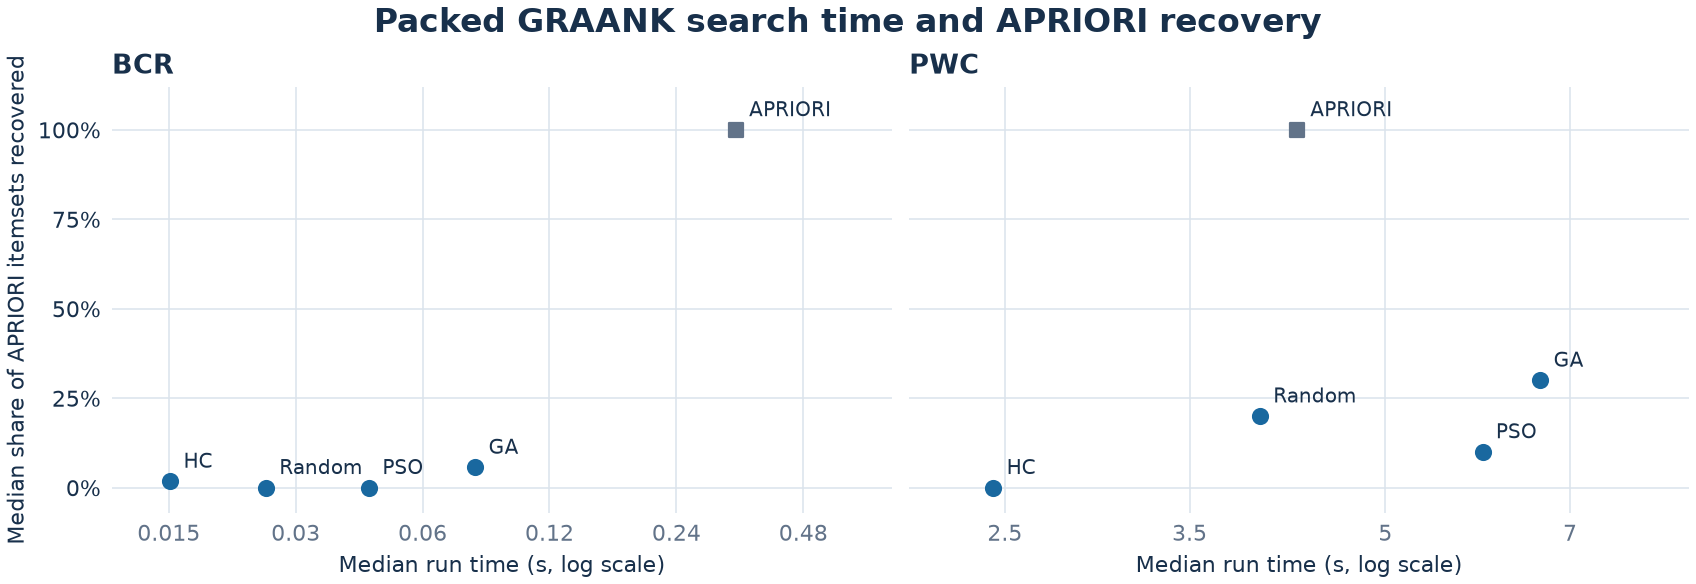 Packed GRAANK search time and APRIORI recovery
BCR
PWC
Median share of APRIORI itemsets recovered
100%
75%
50%
25%
0%
APRIORI
HC
Random
PSO
GA
0.015
0.03
0.06
0.12
0.24
0.48
Median run time (s, log scale)
APRIORI
GA
Random
PSO
HC
2.5
3.5
5
7
Median run time (s, log scale)